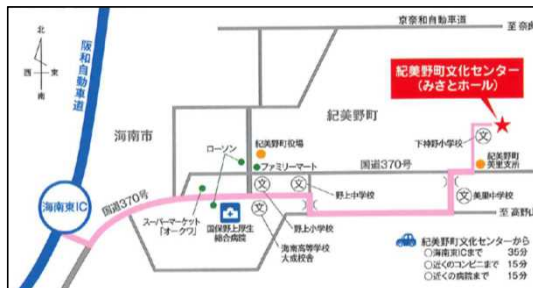 京奈和自動車道
至奈良
北
西 東
南
阪和自動車道
紀美野町文化センター
(みさとホール)
紀美野町
海南市
下神野小学校
文
ローソン
紀美野町役場
ファミリーマート
国道370号
紀美野町
美里支所
文
文
野上中学校
文
美里中学校
国道370号
海南東IC
スーパーマーケット
「オークワ」
国保野上厚生
総合病院
文
野上小学校
海南高等学校
大成校舎
至高野山
紀美野町文化センターから
○海南東ICまで 35分
○近くのコンビニまで 15分
○近くの病院まで 15分